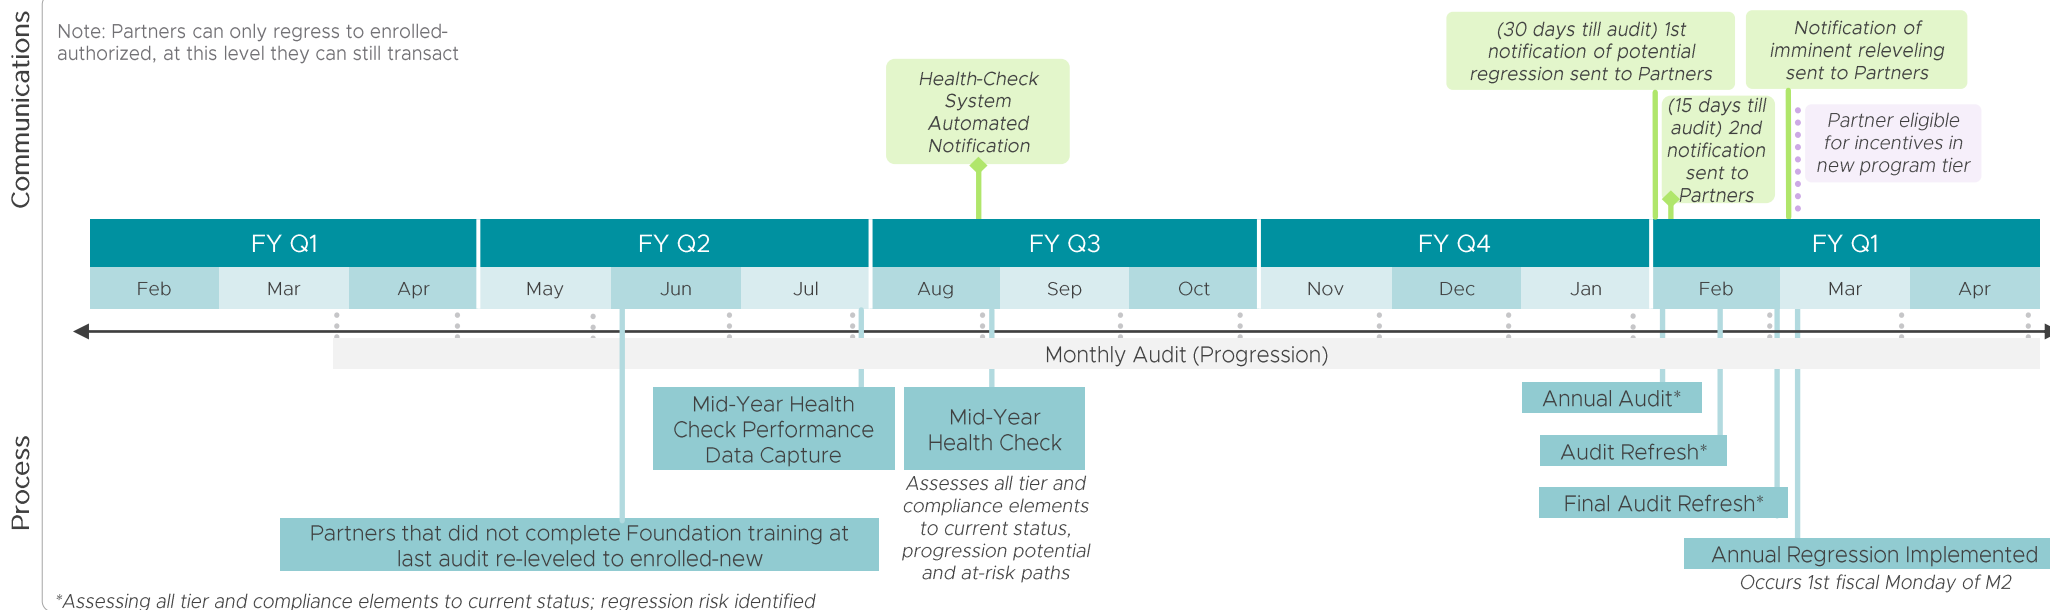 Communications
Note: Partners can only regress to enrolled-
authorized, at this level they can still transact
Health-Check
System
Automated
Notification
(30 days till audit) 1st
notification of potential
regression sent to Partners
Notification of
imminent releveling
sent to Partners
(15 days till
audit) 2nd
notification
sent to
Partners
Partner eligible
for incentives in
new program tier
FY Q1
FY Q2
FY Q3
FY Q4
FY Q1
Feb
Mar
Apr
May
Jun
Jul
Aug
Sep
Oct
Nov
Dec
Jan
Feb
Mar
Apr
Monthly Audit (Progression)
Process
Mid-Year Health
Check Performance
Data Capture
Mid-Year
Health Check
Assesses all tier and
compliance elements
to current status,
progression potential
and at-risk paths
Annual Audit*
Audit Refresh*
Final Audit Refresh*
Partners that did not complete Foundation training at
last audit re-leveled to enrolled-new
Annual Regression Implemented
Occurs 1st fiscal Monday of M2
*Assessing all tier and compliance elements to current status; regression risk identified